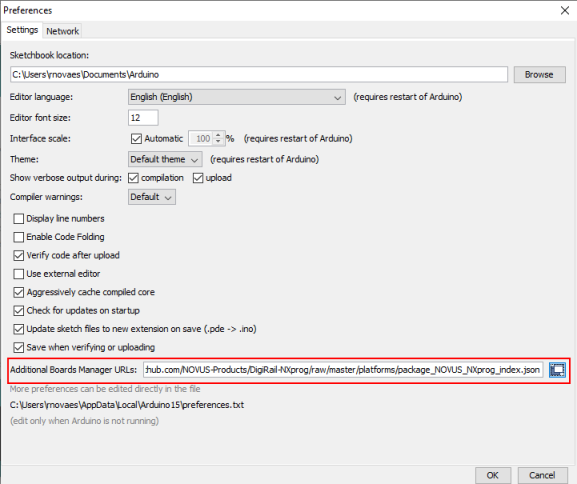 Preferences
Settings Network
Sketchbook location:
C:\Users\rnovaes\Documents\Arduino Browse
Editor language: English (English) (requires restart of Arduino)
Editor font size: 12
Interface scale: Automatic 100 % (requires restart of Arduino)
Theme: Default theme (requires restart of Arduino)
Show verbose output during: compilation upload
Compiler warnings: Default
Display line numbers
Enable Code Folding
Verify code after upload
Use external editor
Aggressively cache compiled core
Check for updates on startup
Update sketch files to new extension on save (.pde -> .ino)
Save when verifying or uploading
Additional Boards Manager URLs: :hub.com/NOVUS-Products/DigiRail-NXprog/raw/master/platforms/package_NOVUS_NXprog_index.json
More preferences can be edited directly in the file
C:\Users\rnovaes\AppData\Local\Arduino15\preferences.txt
(edit only when Arduino is not running)
OK Cancel